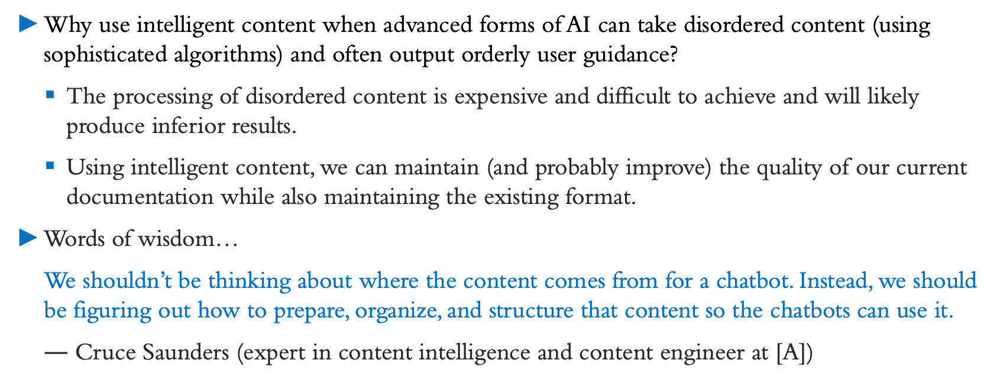 ▶ Why use intelligent content when advanced forms of AI can take disordered content (using
sophisticated algorithms) and often output orderly user guidance?
▪ The processing of disordered content is expensive and difficult to achieve and will likely
produce inferior results.
▪ Using intelligent content, we can maintain (and probably improve) the quality of our current
documentation while also maintaining the existing format.
▶ Words of wisdom…
We shouldn’t be thinking about where the content comes from for a chatbot. Instead, we should
be figuring out how to prepare, organize, and structure that content so the chatbots can use it.
— Cruce Saunders (expert in content intelligence and content engineer at [A])